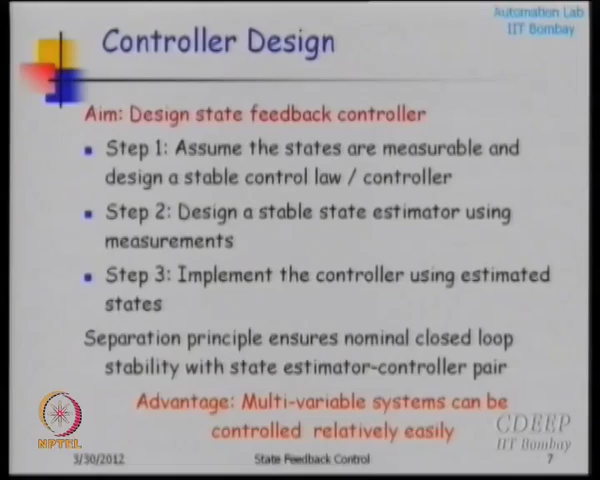 Automation Lab
IIT Bombay
Controller Design
Aim: Design state feedback controller
Step 1: Assume the states are measurable and
design a stable control law / controller
Step 2: Design a stable state estimator using
measurements
Step 3: Implement the controller using estimated
states
Separation principle ensures nominal closed loop
stability with state estimator-controller pair
Advantage: Multi-variable systems can be
controlled relatively easily
NPTEL
CDEEP
IIT Bombay
3/30/2012
State Feedback Control
7